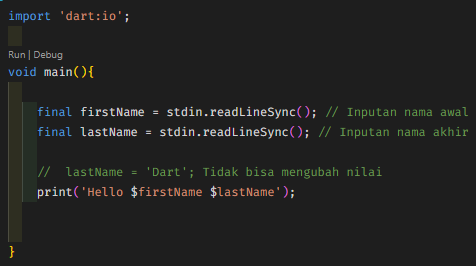 import 'dart:io';
Run | Debug
void main(){
final firstName = stdin.readLineSync(); // Inputan nama awal
final lastName = stdin.readLineSync(); // Inputan nama akhir
//  lastName = 'Dart'; Tidak bisa mengubah nilai
print('Hello $firstName $lastName');
}